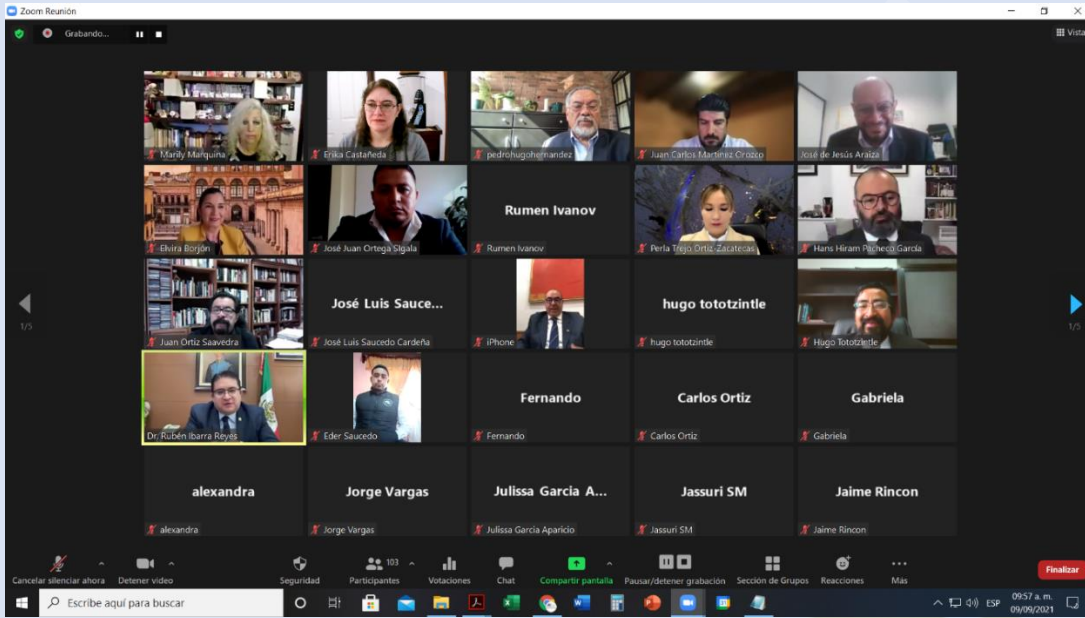 Zoom Reunión
Grabando...
Vista
Marily Marquina
Erika Castañeda
pedrohugohernandez
Juan Carlos Martínez Orozco
José de Jesús Araiza
Elvira Borjón
José Juan Ortega Sigala
Rumen Ivanov
Rumen Ivanov
Perla Trejo Ortiz-Zacatecas
Hans Hiram Pacheco García
Juan Ortiz Saavedra
José Luis Sauce...
José Luis Saucedo Cardeña
iPhone
hugo tototzintle
hugo tototzintle
Hugo Tototzintle
1/5
1/5
Dr. Rubén Ibarra Reyes
Eder Saucedo
Fernando
Fernando
Carlos Ortiz
Carlos Ortiz
Gabriela
Gabriela
alexandra
alexandra
Jorge Vargas
Jorge Vargas
Julissa Garcia A...
Julissa Garcia Aparicio
Jassuri SM
Jassuri SM
Jaime Rincon
Jaime Rincon
Cancelar silenciar ahora
Detener video
Seguridad
103
Participantes
Votaciones
Chat
Compartir pantalla
Pausar/detener grabación
Sección de Grupos
Reacciones
Más
Finalizar
Escribe aquí para buscar
ESP
09:57 a. m.
09/09/2021